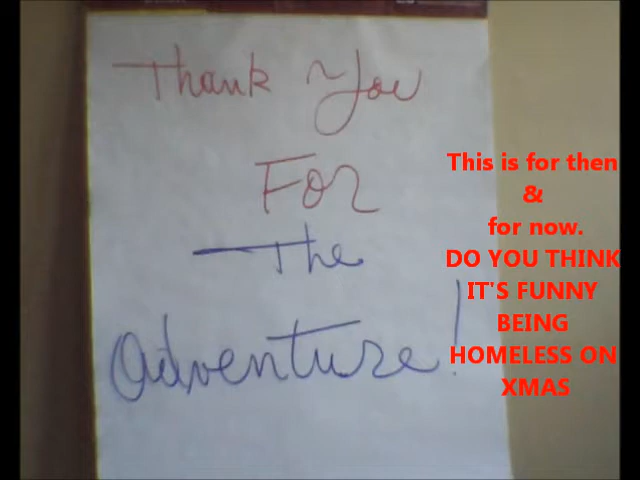 Thank You
For
The
Adventure!
This is for then
&
for now.
DO YOU THINK
IT'S FUNNY
BEING
HOMELESS ON
XMAS